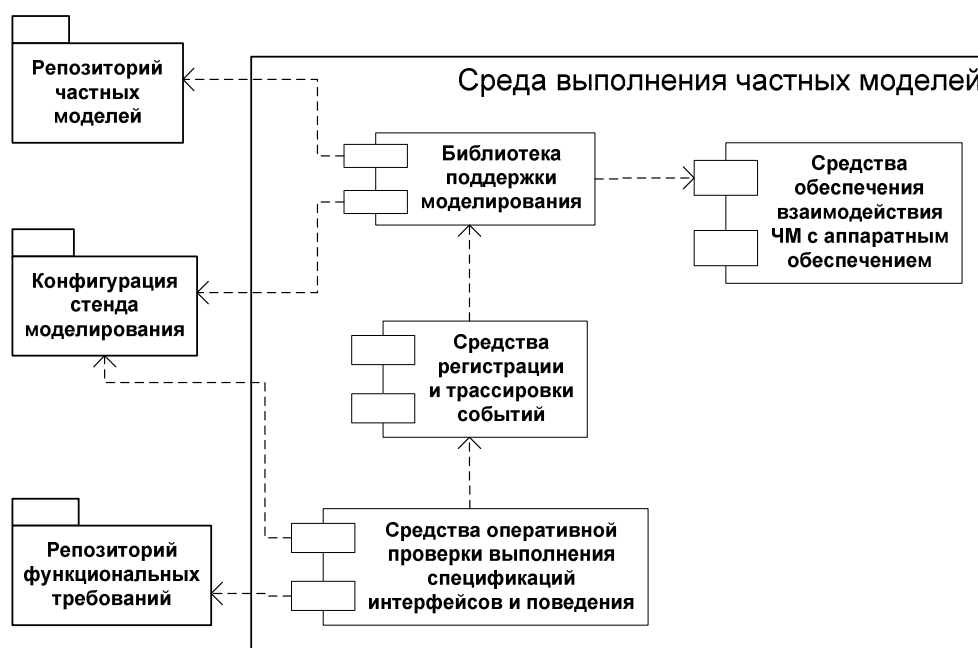 Репозиторий
частных
моделей
Среда выполнения частных моделей
Библиотека
поддержки
моделирования
Средства
обеспечения
взаимодействия
ЧМ с аппаратным
обеспечением
Конфигурация
стенда
моделирования
Средства
регистрации
и трассировки
событий
Репозиторий
функциональных
требований
Средства оперативной
проверки выполнения
спецификаций
интерфейсов и поведения